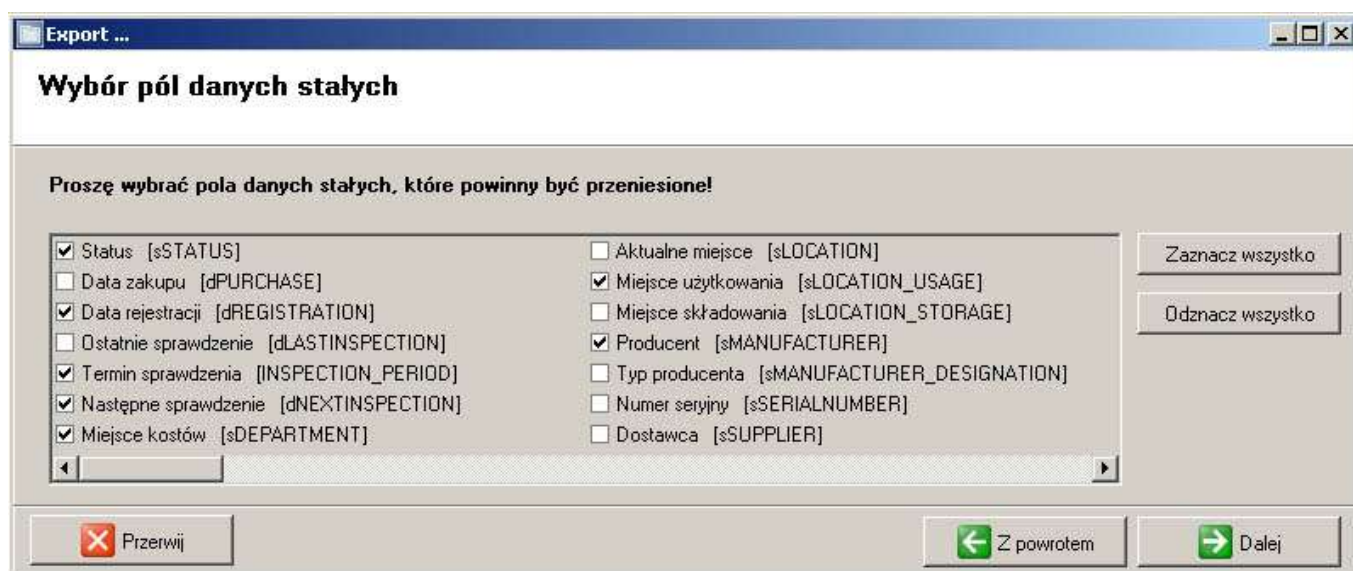 Export ...
Wybór pól danych stałych
Proszę wybrać pola danych stałych, które powinny być przeniesione!
Status [sSTATUS]
Data zakupu [dPURCHASE]
Data rejestracji [dREGISTRATION]
Ostatnie sprawdzenie [dLASTINSPECTION]
Termin sprawdzenia [INSPECTION_PERIOD]
Następne sprawdzenie [dNEXTINSPECTION]
Miejsce kostów [sDEPARTMENT]
Aktualne miejsce [sLOCATION]
Miejsce użytkowania [sLOCATION_USAGE]
Miejsce składowania [sLOCATION_STORAGE]
Producent [sMANUFACTURER]
Typ producenta [sMANUFACTURER_DESIGNATION]
Numer seryjny [sSERIALNUMBER]
Dostawca [sSUPPLIER]
Zaznacz wszystko
Odznacz wszystko
Przerwij
Z powrotem
Dalej